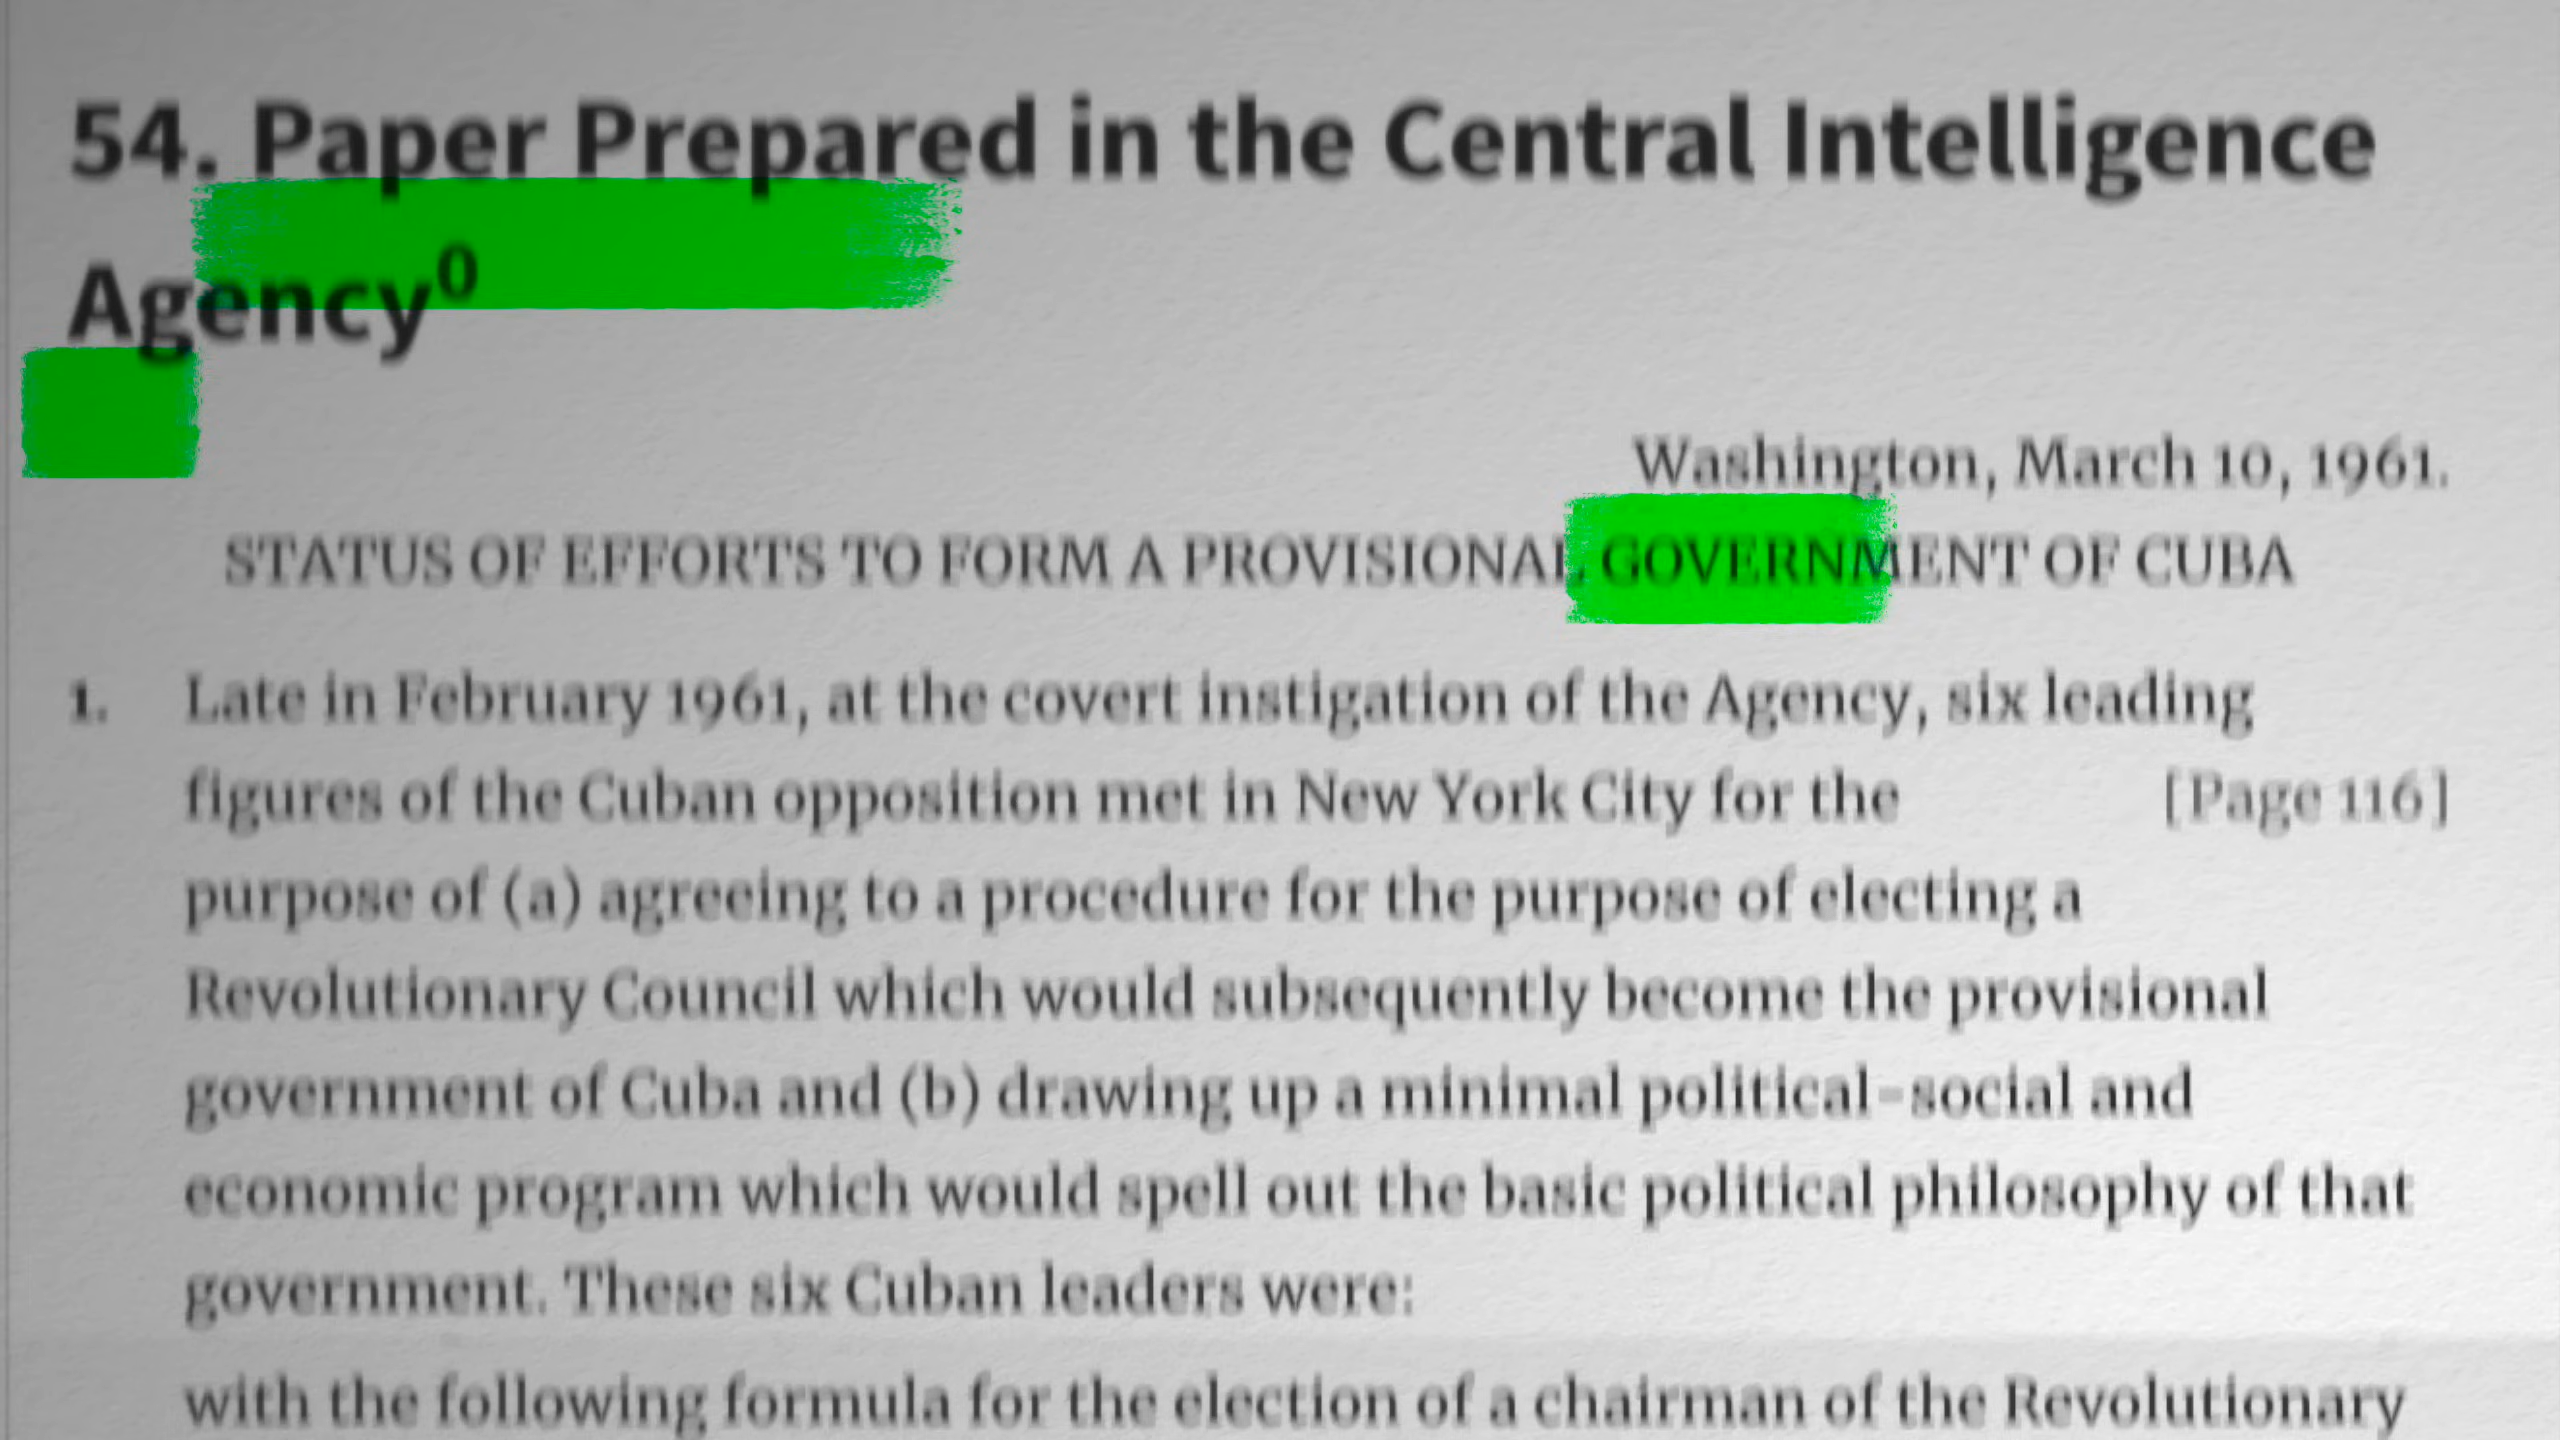 54. Paper Prepared in the Central Intelligence
Agency⁰
Washington, March 10, 1961.
STATUS OF EFFORTS TO FORM A PROVISIONAL GOVERNMENT OF CUBA
1. Late in February 1961, at the covert instigation of the Agency, six leading
figures of the Cuban opposition met in New York City for the [Page 116]
purpose of (a) agreeing to a procedure for the purpose of electing a
Revolutionary Council which would subsequently become the provisional
government of Cuba and (b) drawing up a minimal political-social and
economic program which would spell out the basic political philosophy of that
government. These six Cuban leaders were:
with the following formula for the election of a chairman of the Revolutionary